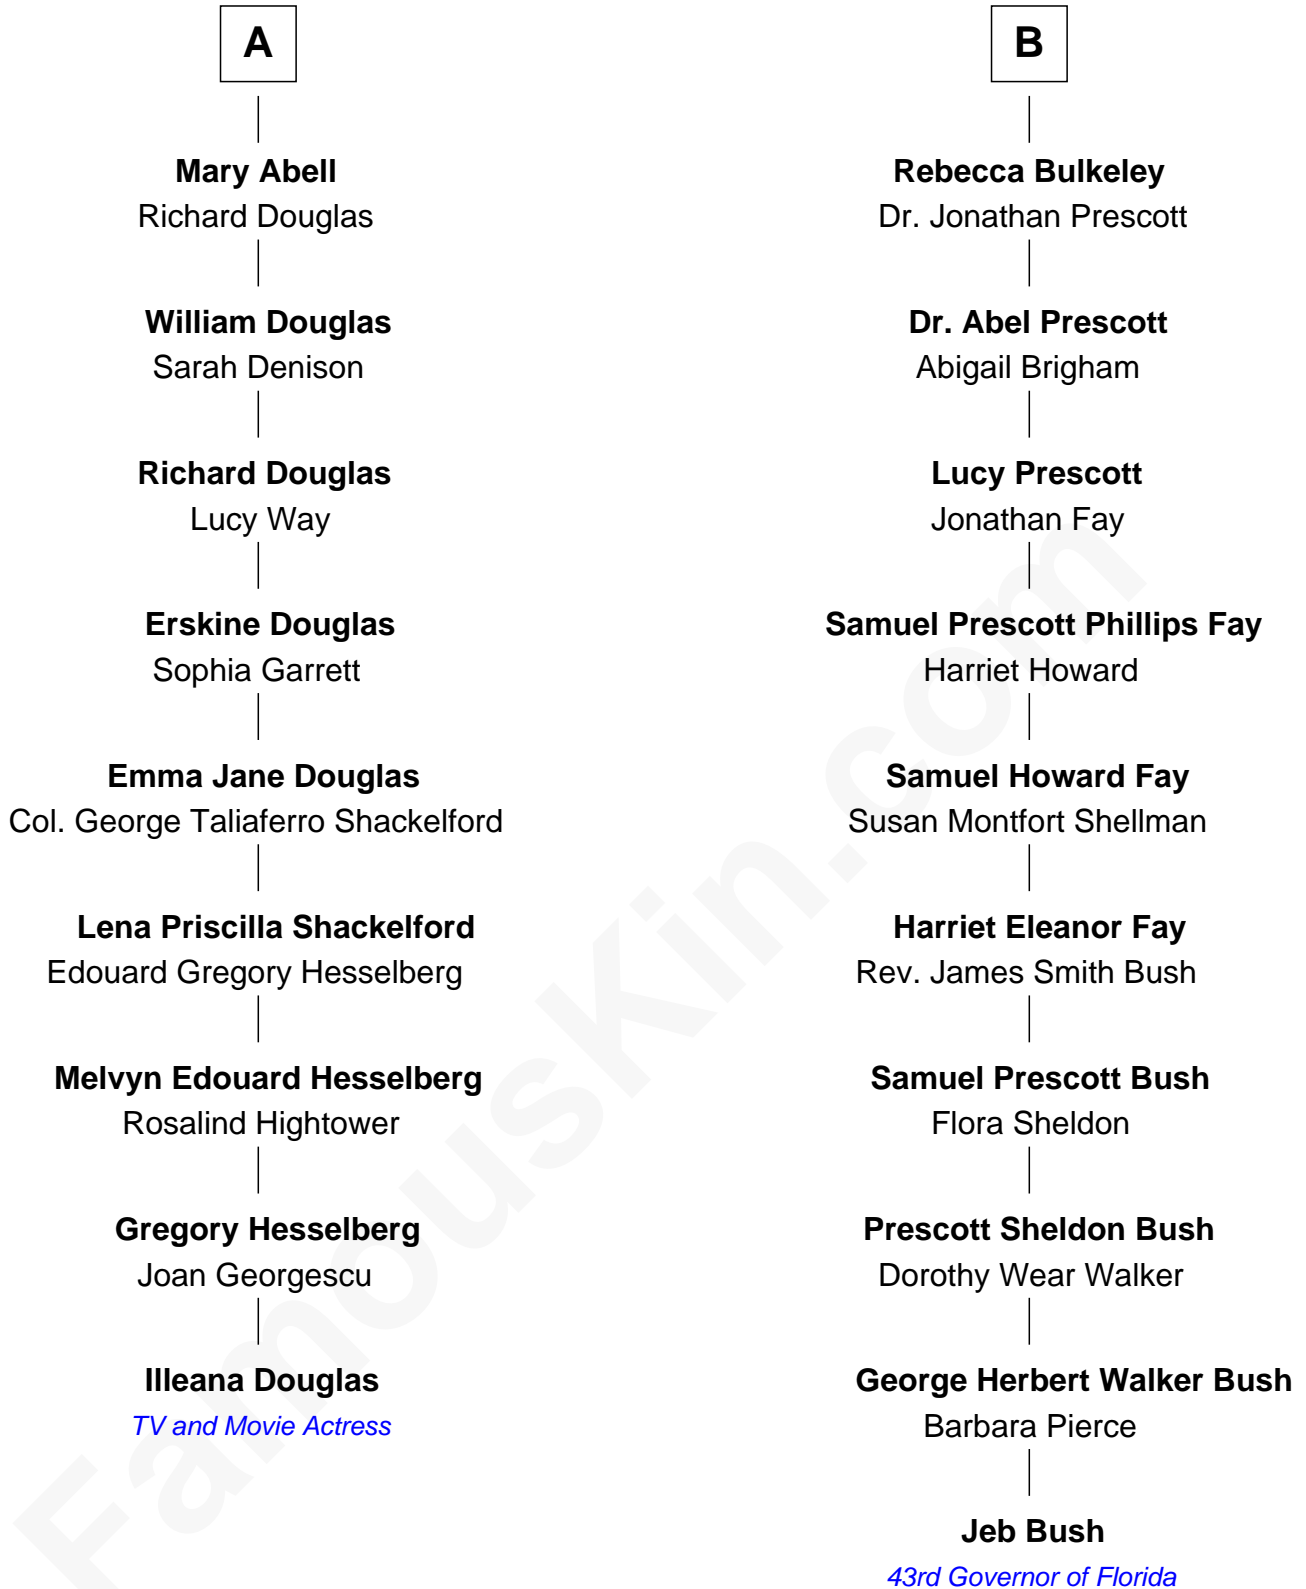 A
Mary Abell
Richard Douglas
William Douglas
Sarah Denison
Richard Douglas
Lucy Way
Erskine Douglas
Sophia Garrett
Emma Jane Douglas
Col. George Taliaferro Shackelford
Lena Priscilla Shackelford
Edouard Gregory Hesselberg
Melvyn Edouard Hesselberg
Rosalind Hightower
Gregory Hesselberg
Joan Georgescu
Illeana Douglas
TV and Movie Actress
B
Rebecca Bulkeley
Dr. Jonathan Prescott
Dr. Abel Prescott
Abigail Brigham
Lucy Prescott
Jonathan Fay
Samuel Prescott Phillips Fay
Harriet Howard
Samuel Howard Fay
Susan Montfort Shellman
Harriet Eleanor Fay
Rev. James Smith Bush
Samuel Prescott Bush
Flora Sheldon
Prescott Sheldon Bush
Dorothy Wear Walker
George Herbert Walker Bush
Barbara Pierce
Jeb Bush
43rd Governor of Florida
FamousKin.com